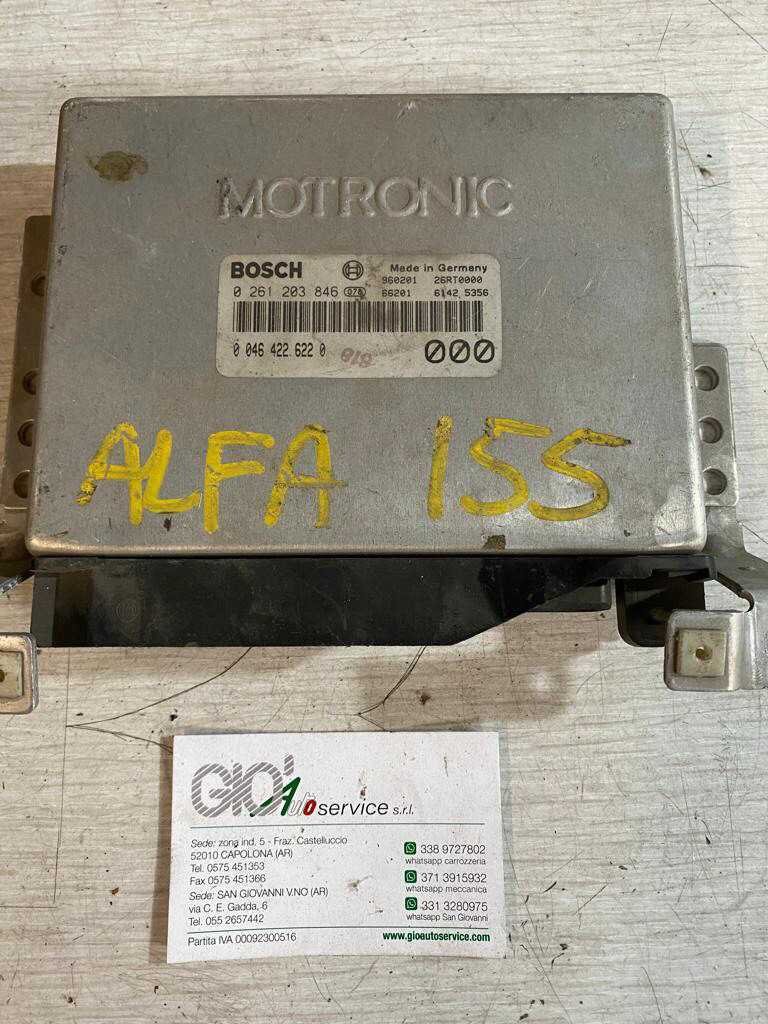 MOTRONIC
BOSCH Made in Germany
0 261 203 846 078 960201 26RT0000
66201 6142 5356
0 046 422 622 0 000
ALFA 155
GIO' Auto service s.r.l.
Sede: zona ind. 5 - Fraz. Castelluccio
52010 CAPOLONA (AR)
Tel. 0575 451353
Fax 0575 451366
Sede: SAN GIOVANNI V.NO (AR)
via C. E. Gadda, 6
Tel. 055 2657442
Partita IVA 00092300516
338 9727802
whatsapp carrozzeria
371 3915932
whatsapp meccanica
331 3280975
whatsapp San Giovanni
www.gioautoservice.com